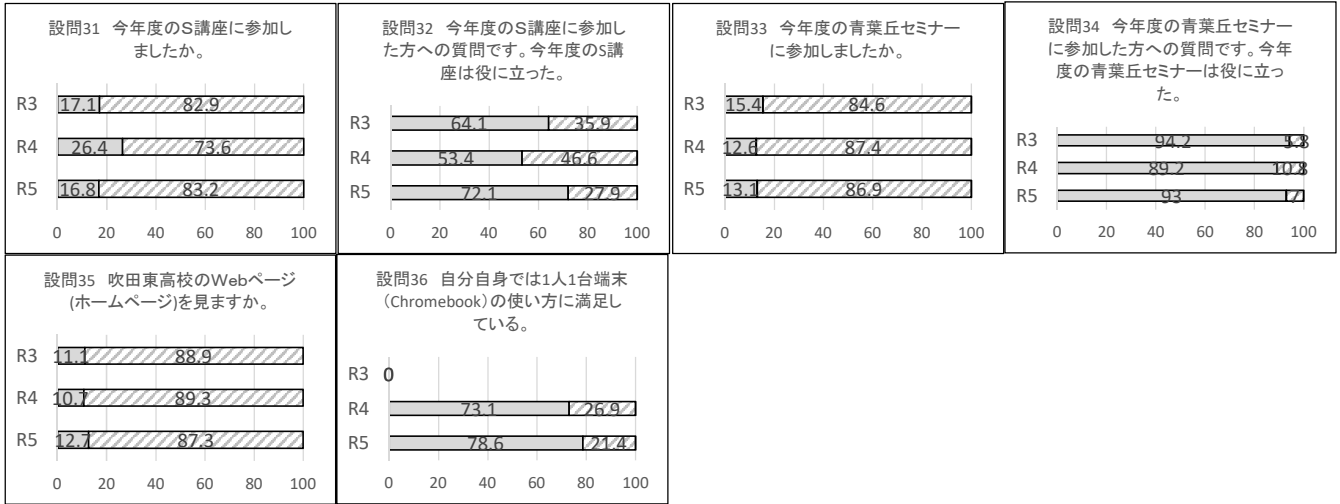 設問31 今年度のS講座に参加し
ましたか。
R3 17.1 82.9
R4 26.4 73.6
R5 16.8 83.2
0 20 40 60 80 100
設問32 今年度のS講座に参加し
た方への質問です。今年度のS講
座は役に立った。
R3 64.1 35.9
R4 53.4 46.6
R5 72.1 27.9
0 20 40 60 80 100
設問33 今年度の青葉丘セミナー
に参加しましたか。
R3 15.4 84.6
R4 12.6 87.4
R5 13.1 86.9
0 20 40 60 80 100
設問34 今年度の青葉丘セミナー
に参加した方への質問です。今年
度の青葉丘セミナーは役に立っ
た。
R3 94.2 5.8
R4 89.2 10.8
R5 93 7
0 20 40 60 80 100
設問35 吹田東高校のWebページ
(ホームページ)を見ますか。
R3 11.1 88.9
R4 10.7 89.3
R5 12.7 87.3
0 20 40 60 80 100
設問36 自分自身では1人1台端末
(Chromebook)の使い方に満足し
ている。
R3 0
R4 73.1 26.9
R5 78.6 21.4
0 20 40 60 80 100